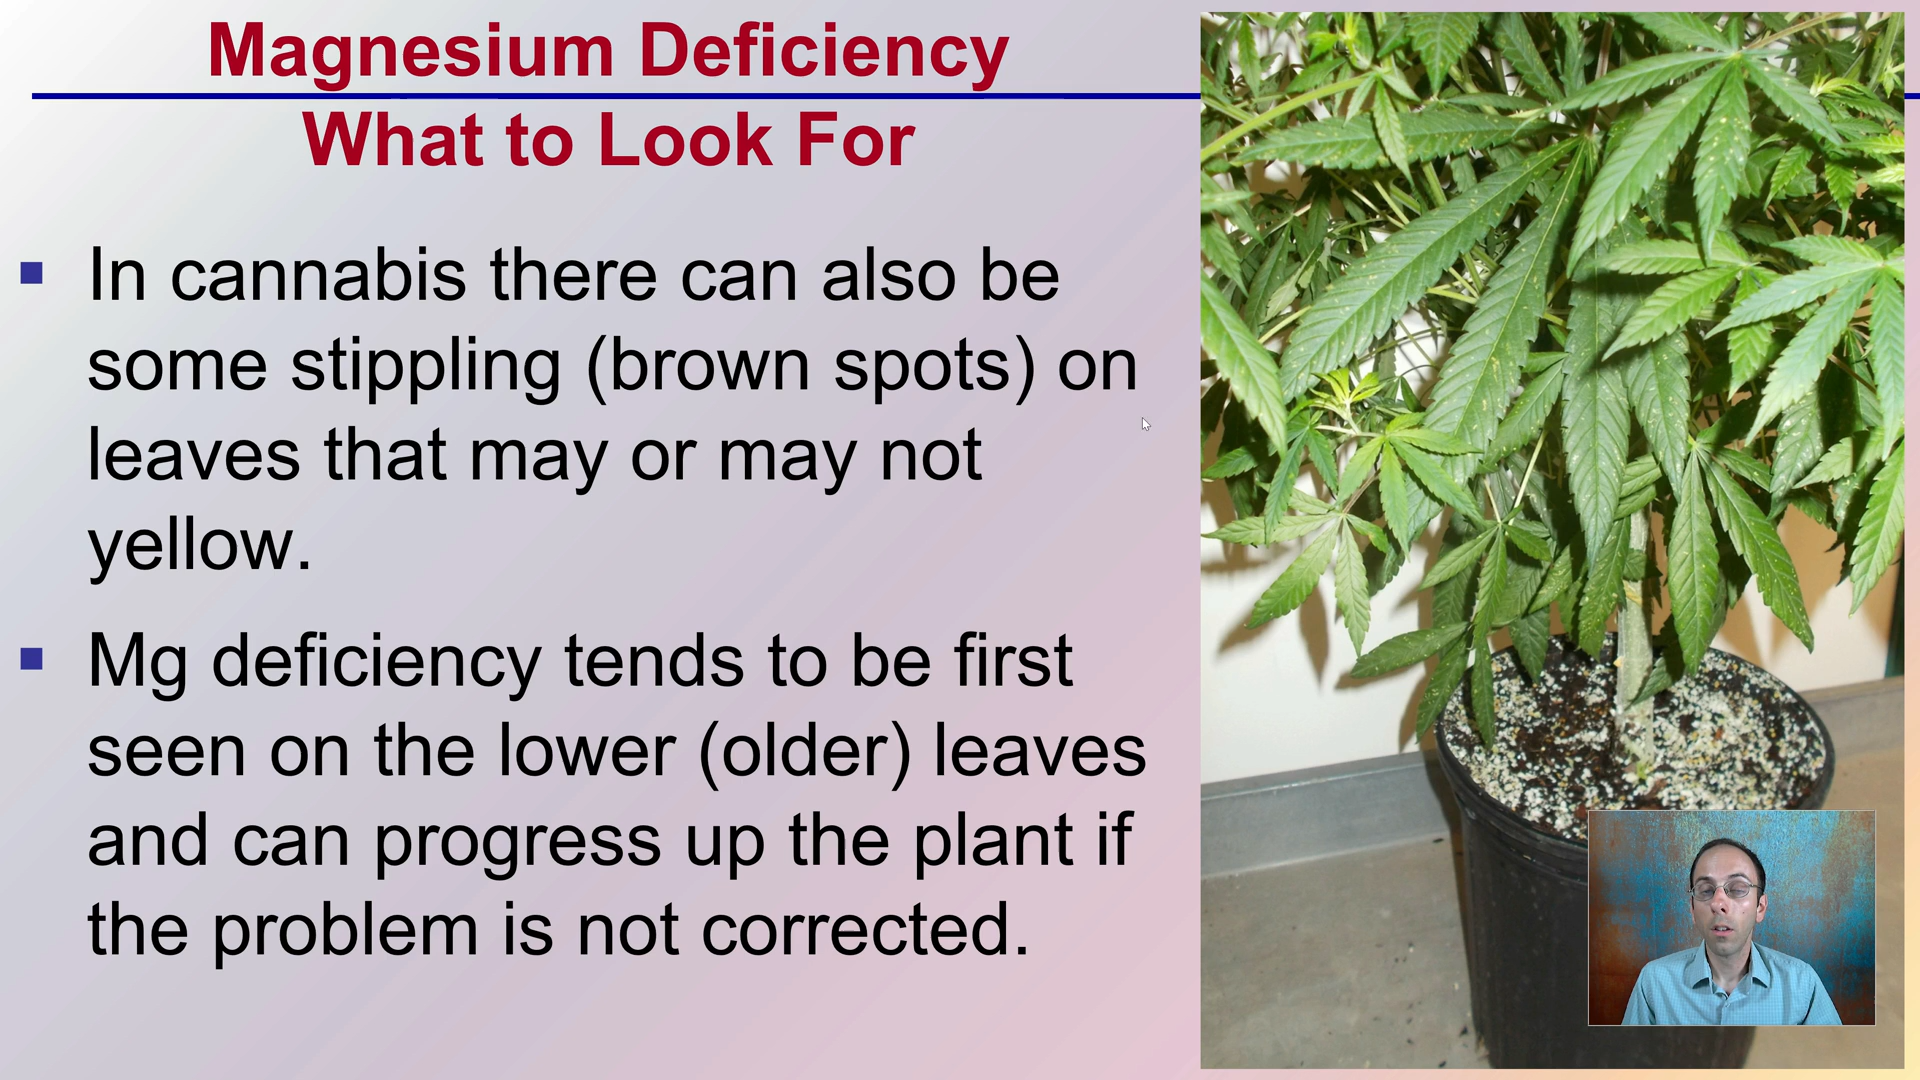 Magnesium Deficiency
What to Look For
In cannabis there can also be
some stippling (brown spots) on
leaves that may or may not
yellow.
Mg deficiency tends to be first
seen on the lower (older) leaves
and can progress up the plant if
the problem is not corrected.